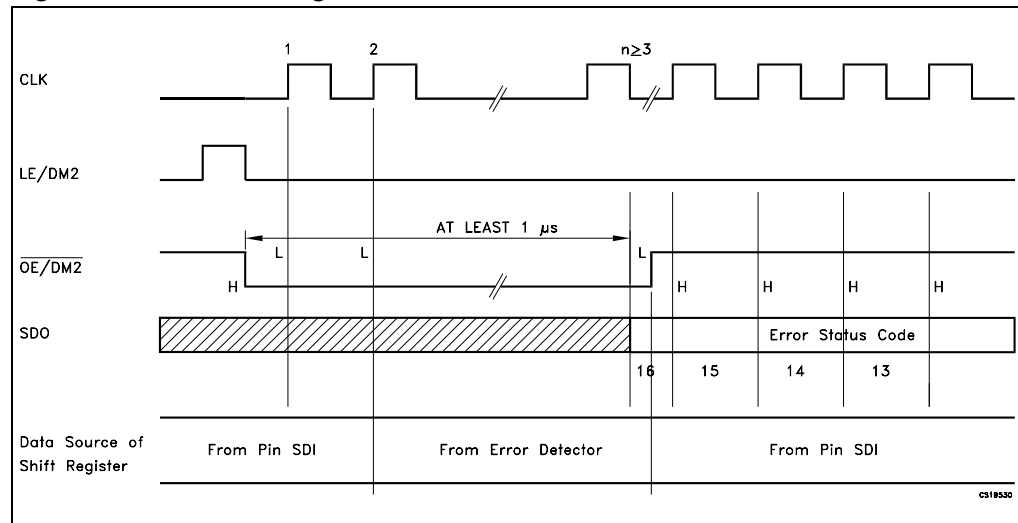 1 2 n≥3
CLK
LE/DM2
AT LEAST 1 µs
L L L
OE/DM2
H H H H H
SDO
Error Status Code
16 15 14 13
Data Source of
Shift Register
From Pin SDI
From Error Detector
From Pin SDI
CS19530